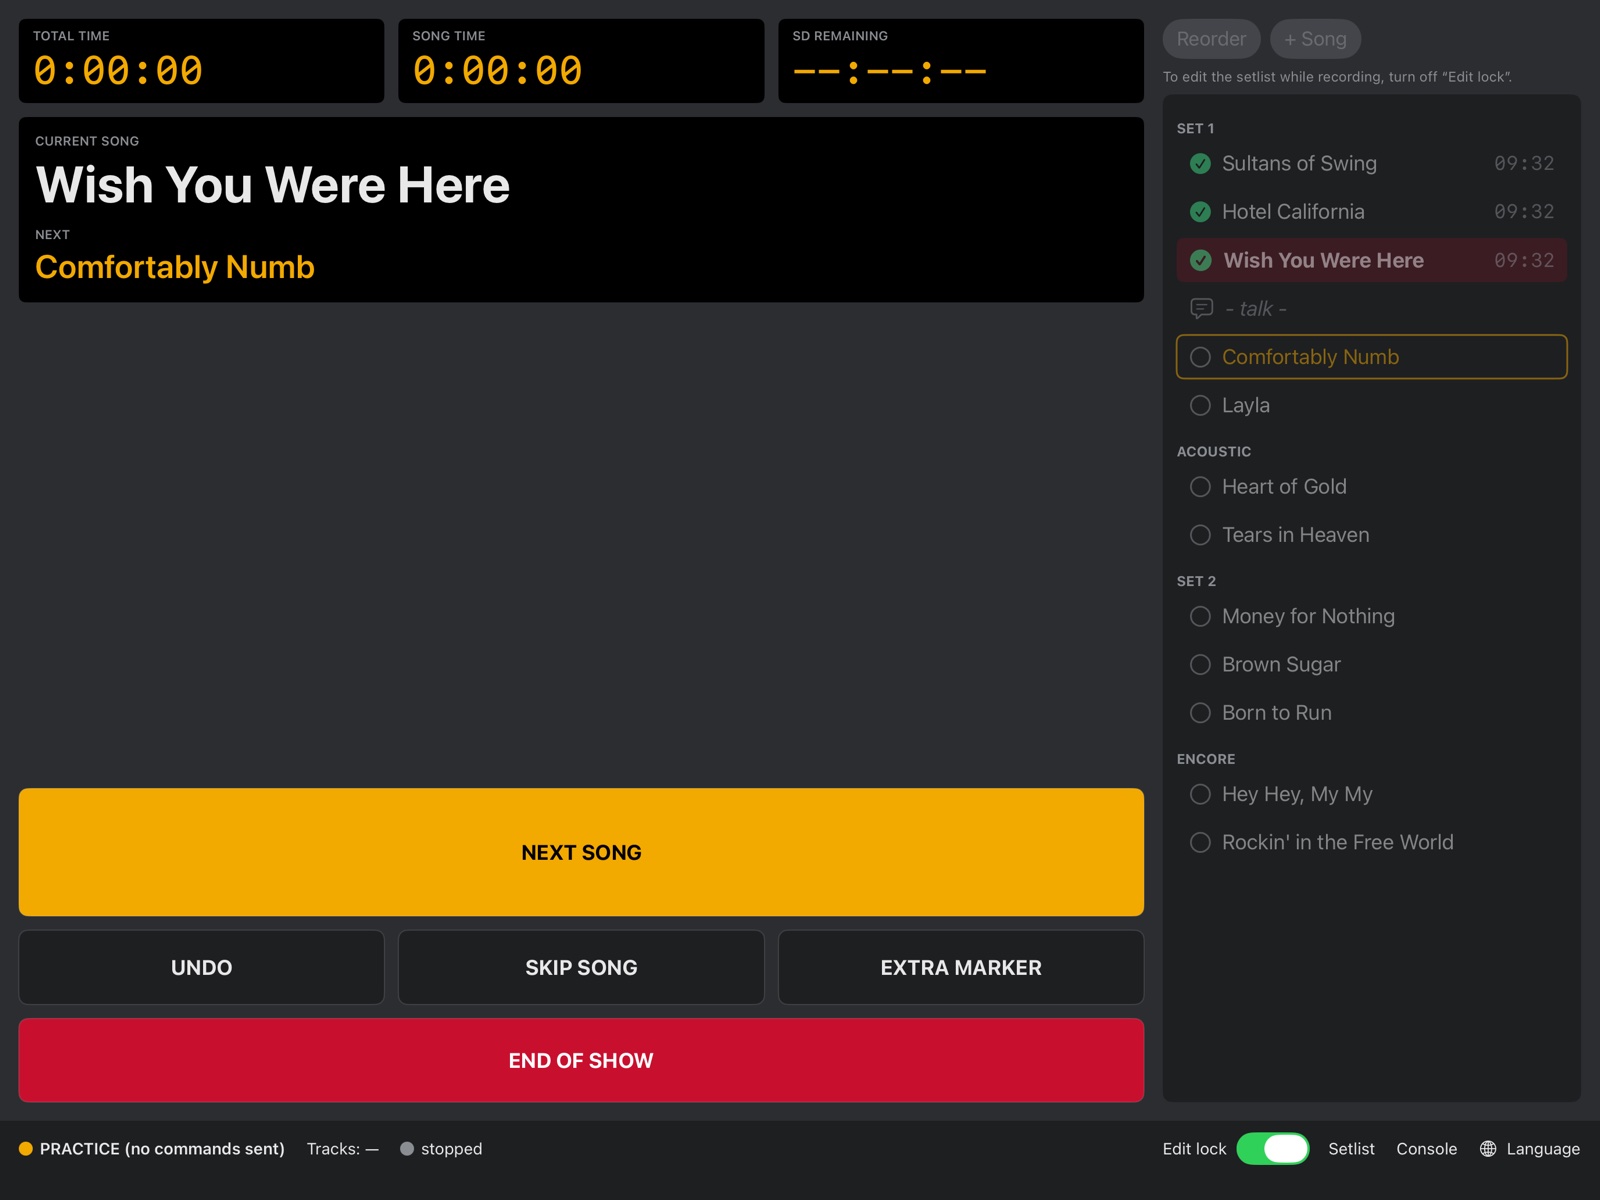 TOTAL TIME
0:00:00
SONG TIME
0:00:00
SD REMAINING
--:--:--
CURRENT SONG
Wish You Were Here
NEXT
Comfortably Numb
NEXT SONG
UNDO
SKIP SONG
EXTRA MARKER
END OF SHOW
Reorder
+ Song
To edit the setlist while recording, turn off “Edit lock”.
SET 1
Sultans of Swing 09:32
Hotel California 09:32
Wish You Were Here 09:32
- talk -
Comfortably Numb
Layla
ACOUSTIC
Heart of Gold
Tears in Heaven
SET 2
Money for Nothing
Brown Sugar
Born to Run
ENCORE
Hey Hey, My My
Rockin' in the Free World
PRACTICE (no commands sent) Tracks: — stopped
Edit lock Setlist Console Language